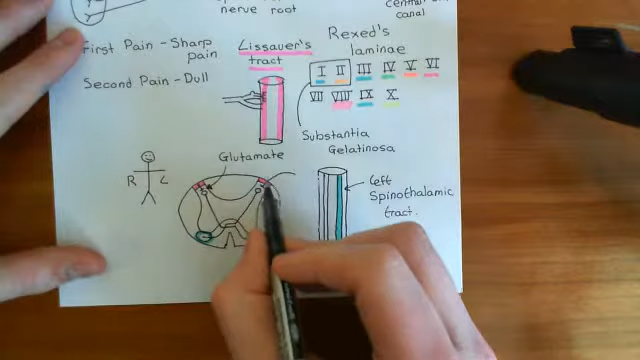 nerve root
central
canal
First Pain - Sharp
pain
Second Pain - Dull
Lissauer's
tract
Rexed's
laminae
I II III IV V VI
VII VIII IX X
Substantia
Gelatinosa
Glutamate
R L
left
Spinothalamic
tract.